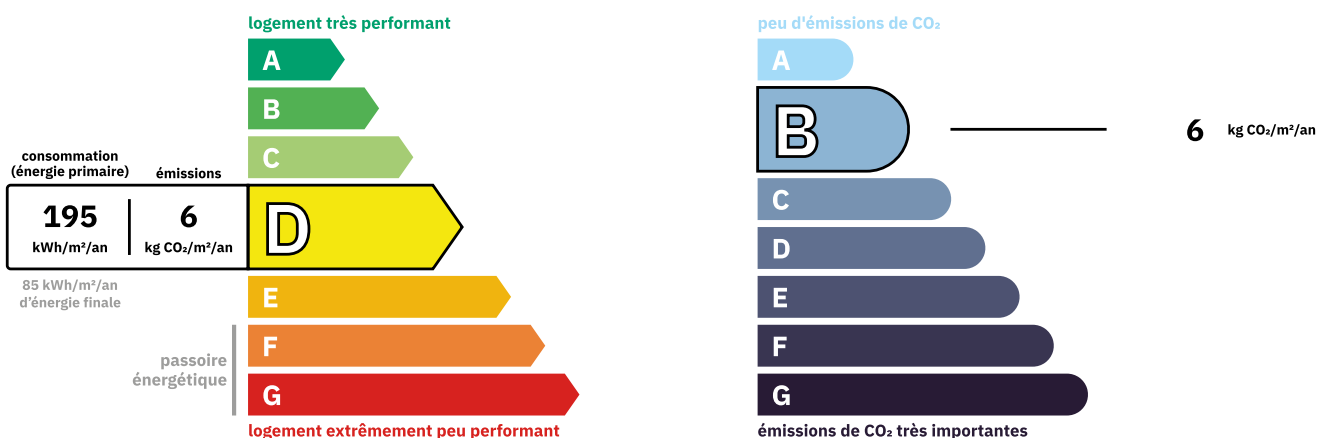 logement très performant
A
B
C
consommation
(énergie primaire)
émissions
195
kWh/m²/an
6
kg CO₂/m²/an
D
85 kWh/m²/an
d'énergie finale
E
passoire
énergétique
F
G
logement extrêmement peu performant
peu d'émissions de CO₂
A
B
6 kg CO₂/m²/an
C
D
E
F
G
émissions de CO₂ très importantes